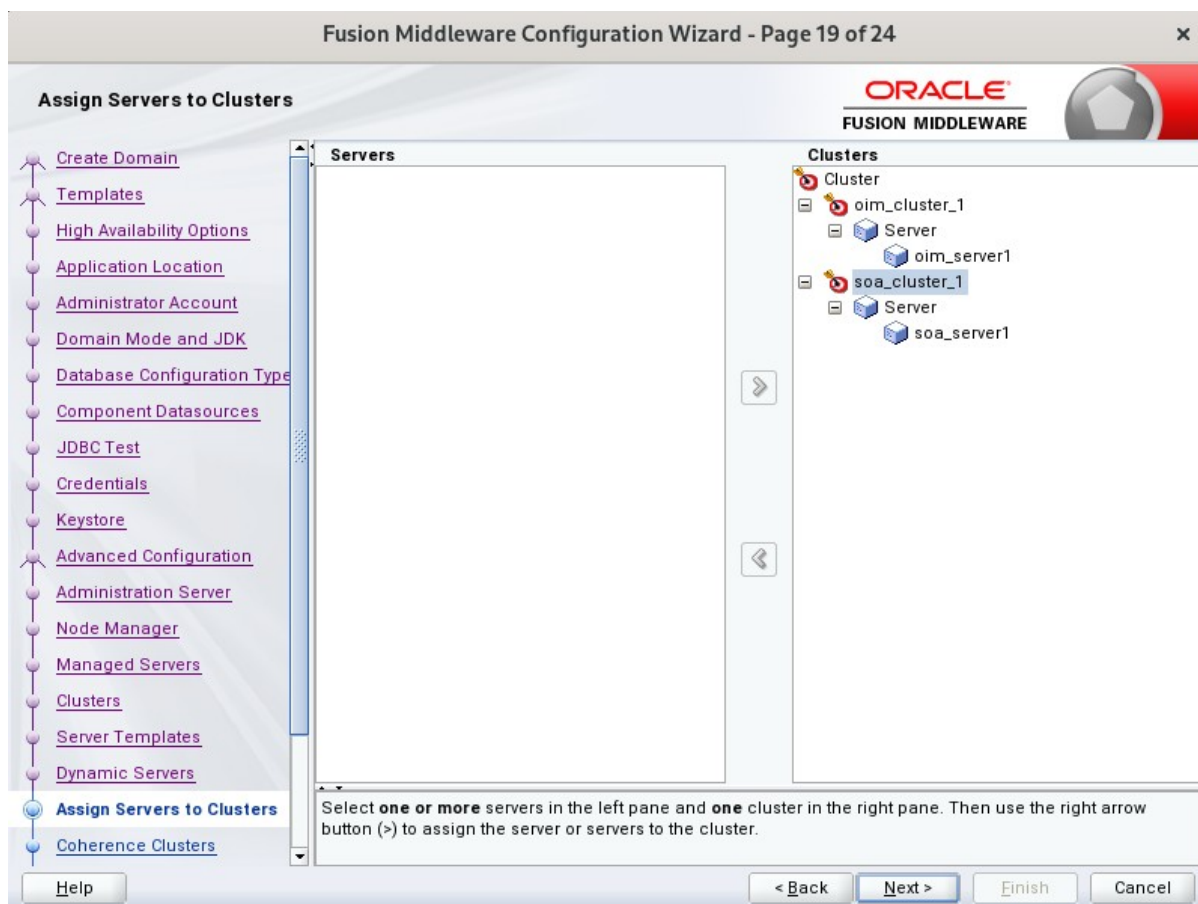 Fusion Middleware Configuration Wizard - Page 19 of 24
×
Assign Servers to Clusters
ORACLE
FUSION MIDDLEWARE
Create Domain
Templates
High Availability Options
Application Location
Administrator Account
Domain Mode and JDK
Database Configuration Type
Component Datasources
JDBC Test
Credentials
Keystore
Advanced Configuration
Administration Server
Node Manager
Managed Servers
Clusters
Server Templates
Dynamic Servers
Assign Servers to Clusters
Coherence Clusters
Servers
Clusters
Cluster
oim_cluster_1
Server
oim_server1
soa_cluster_1
Server
soa_server1
Select one or more servers in the left pane and one cluster in the right pane. Then use the right arrow
button (>) to assign the server or servers to the cluster.
Help
< Back
Next >
Finish
Cancel